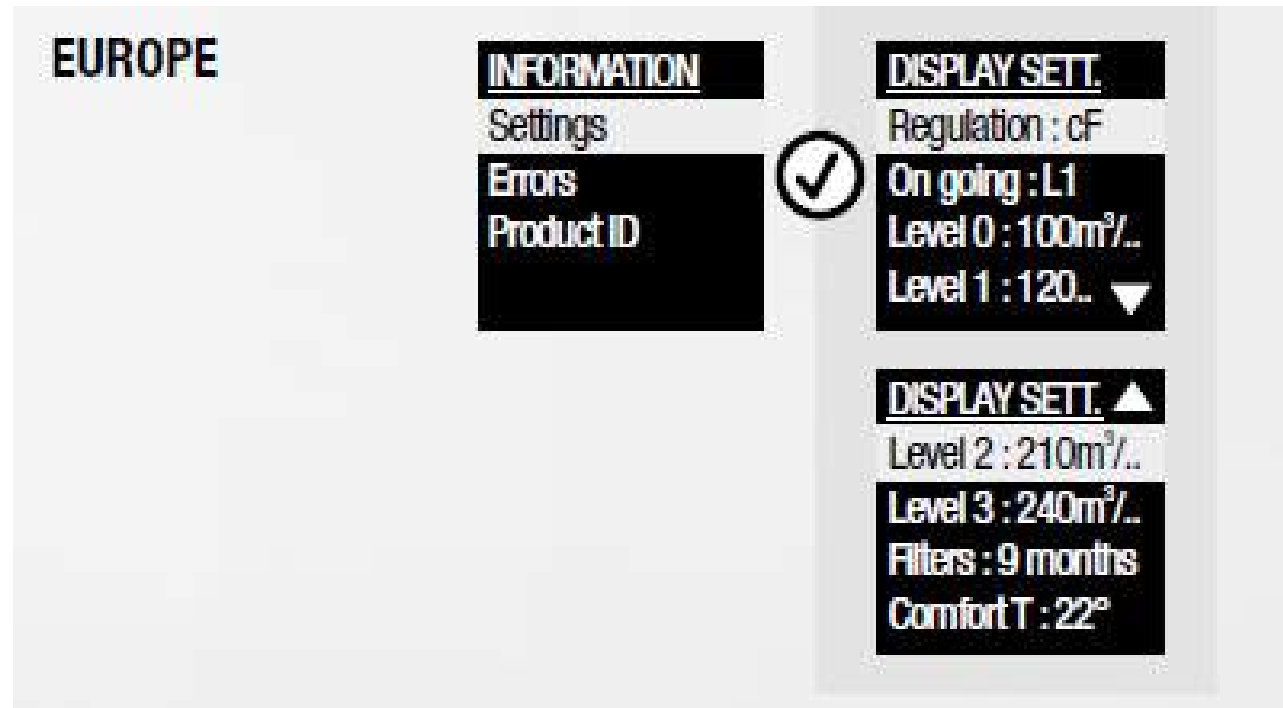 EUROPE
INFORMATION
Settings
Errors
Product ID
DISPLAY SETT.
Regulation : cF
On going : L1
Level 0 : 100m³/..
Level 1 : 120..
DISPLAY SETT.
Level 2 : 210m³/..
Level 3 : 240m³/..
Filters : 9 months
Comfort T : 22°